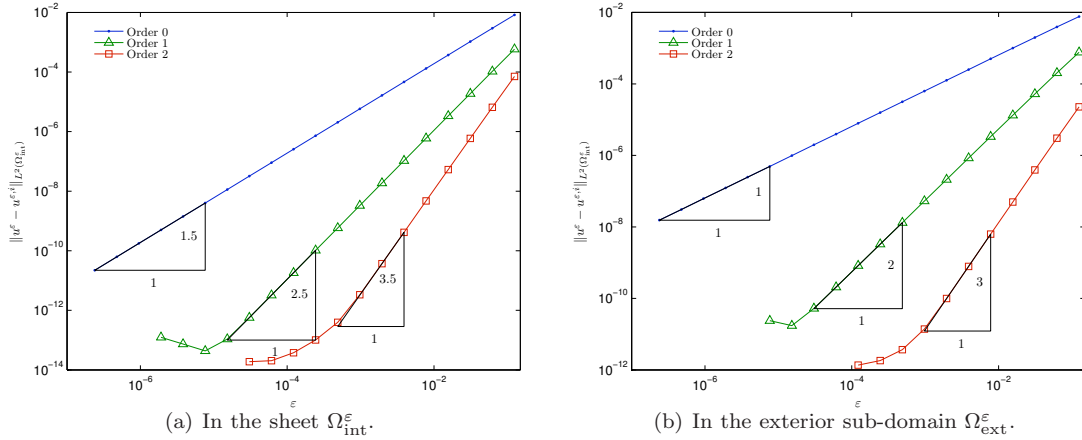 Order 0
Order 1
Order 2
10^{-2}
10^{-4}
10^{-6}
10^{-8}
10^{-10}
10^{-12}
10^{-14}
∥u^ε − u^{ε,i}∥_{L^2(Ω^ε_int)}
1.5
1
2.5
1
3.5
1
10^{-6}
10^{-4}
10^{-2}
ε
(a) In the sheet Ω^ε_int.
Order 0
Order 1
Order 2
10^{-2}
10^{-4}
10^{-6}
10^{-8}
10^{-10}
10^{-12}
∥u^ε − u^{ε,i}∥_{L^2(Ω^ε_int)}
1
1
2
1
3
1
10^{-6}
10^{-4}
10^{-2}
ε
(b) In the exterior sub-domain Ω^ε_ext.